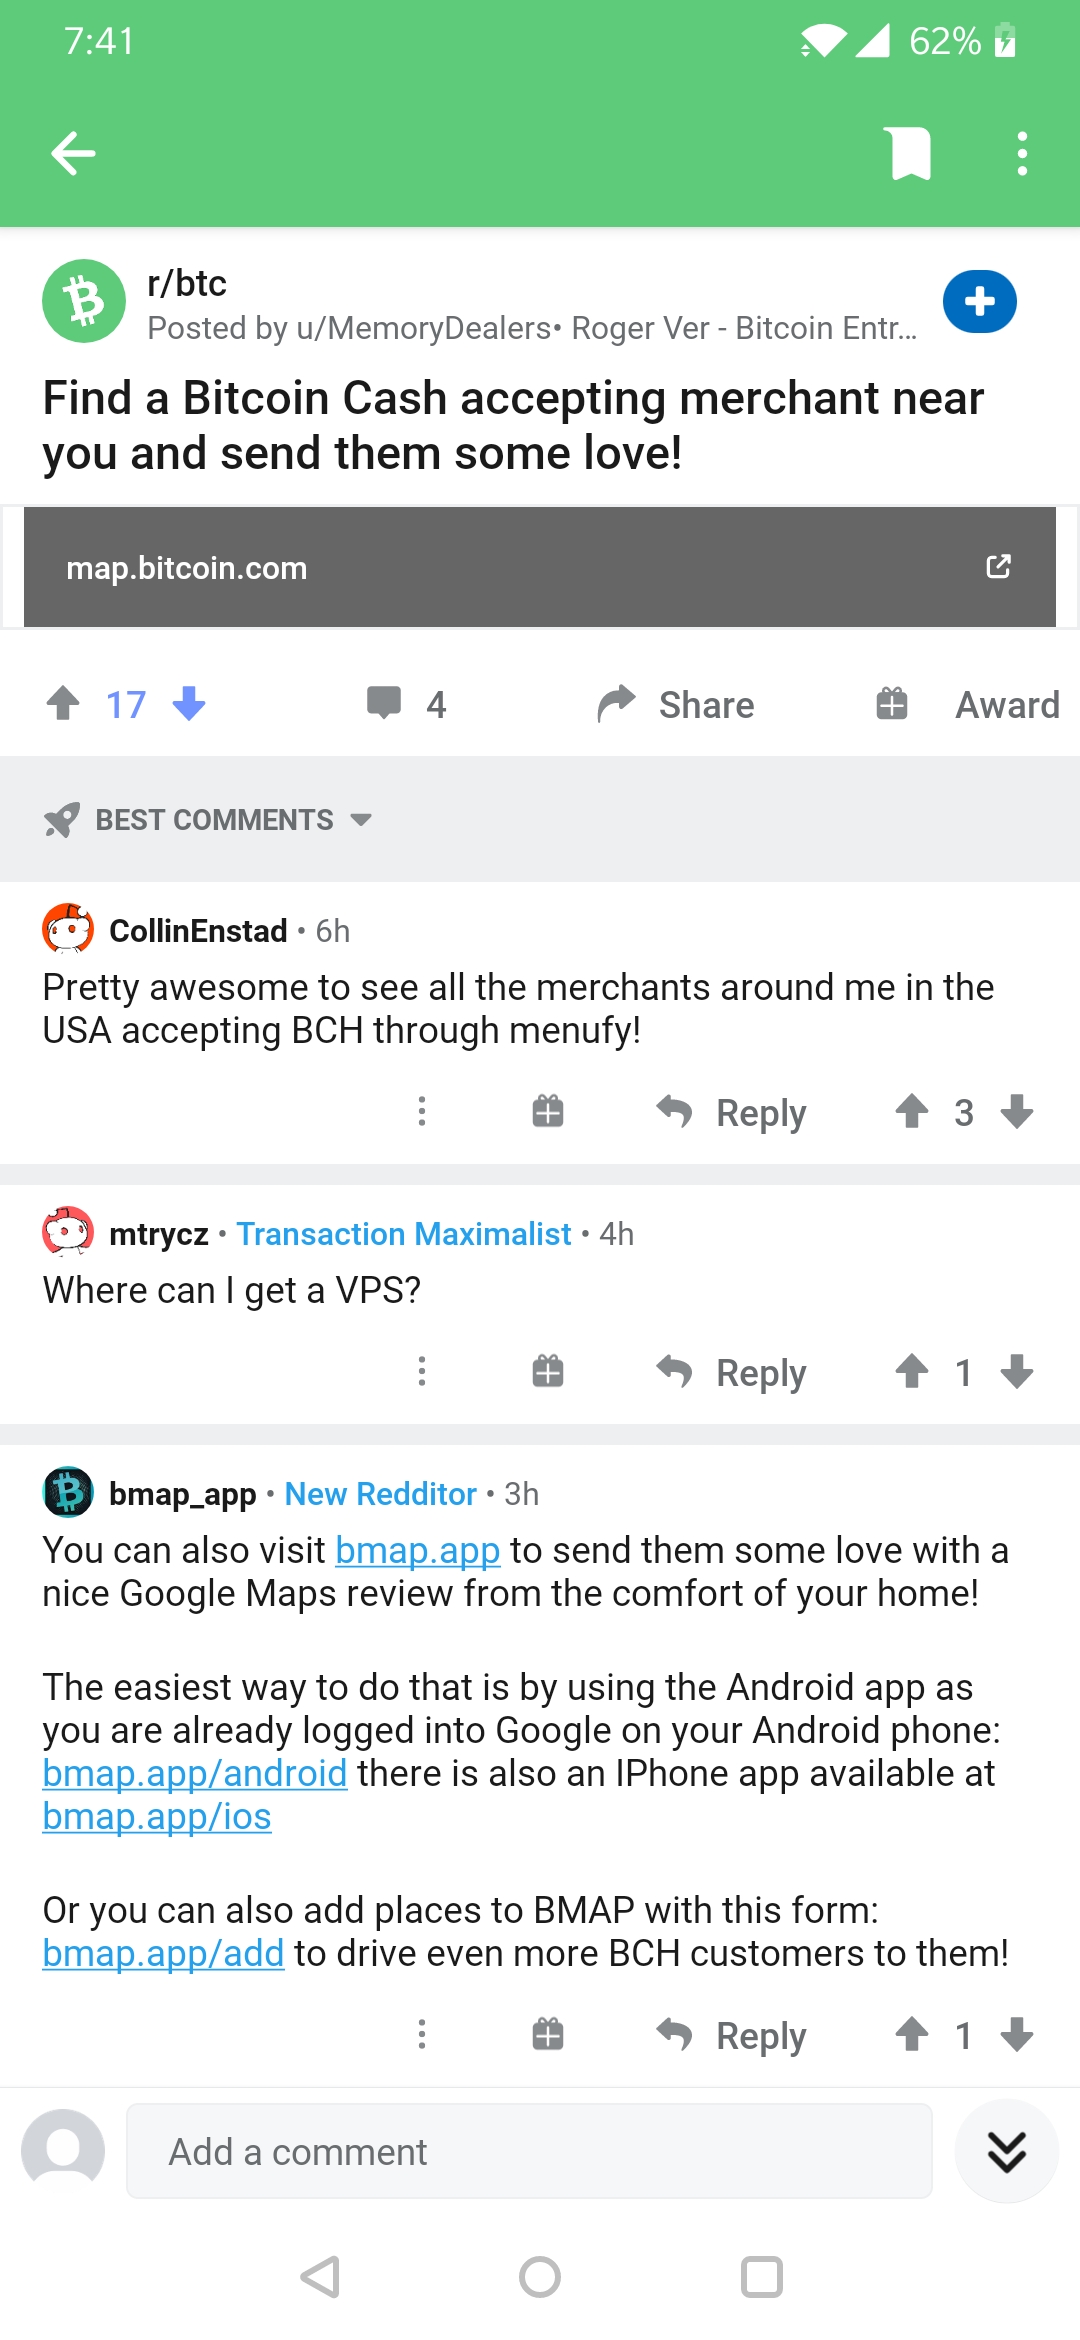 7:41
62%
r/btc
Posted by u/MemoryDealers• Roger Ver - Bitcoin Entr...
Find a Bitcoin Cash accepting merchant near
you and send them some love!
map.bitcoin.com
17
4
Share
Award
BEST COMMENTS
CollinEnstad • 6h
Pretty awesome to see all the merchants around me in the
USA accepting BCH through menufy!
Reply
3
mtrycz • Transaction Maximalist • 4h
Where can I get a VPS?
Reply
1
bmap_app • New Redditor • 3h
You can also visit bmap.app to send them some love with a
nice Google Maps review from the comfort of your home!
The easiest way to do that is by using the Android app as
you are already logged into Google on your Android phone:
bmap.app/android there is also an IPhone app available at
bmap.app/ios
Or you can also add places to BMAP with this form:
bmap.app/add to drive even more BCH customers to them!
Reply
1
Add a comment